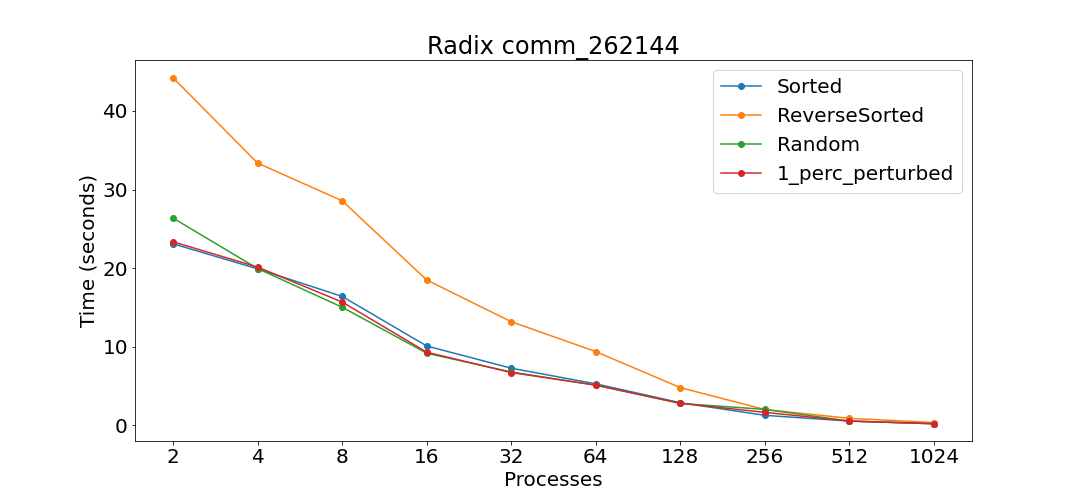 Radix comm_262144
Sorted
ReverseSorted
Random
1_perc_perturbed
Time (seconds)
40
30
20
10
0
2 4 8 16 32 64 128 256 512 1024
Processes